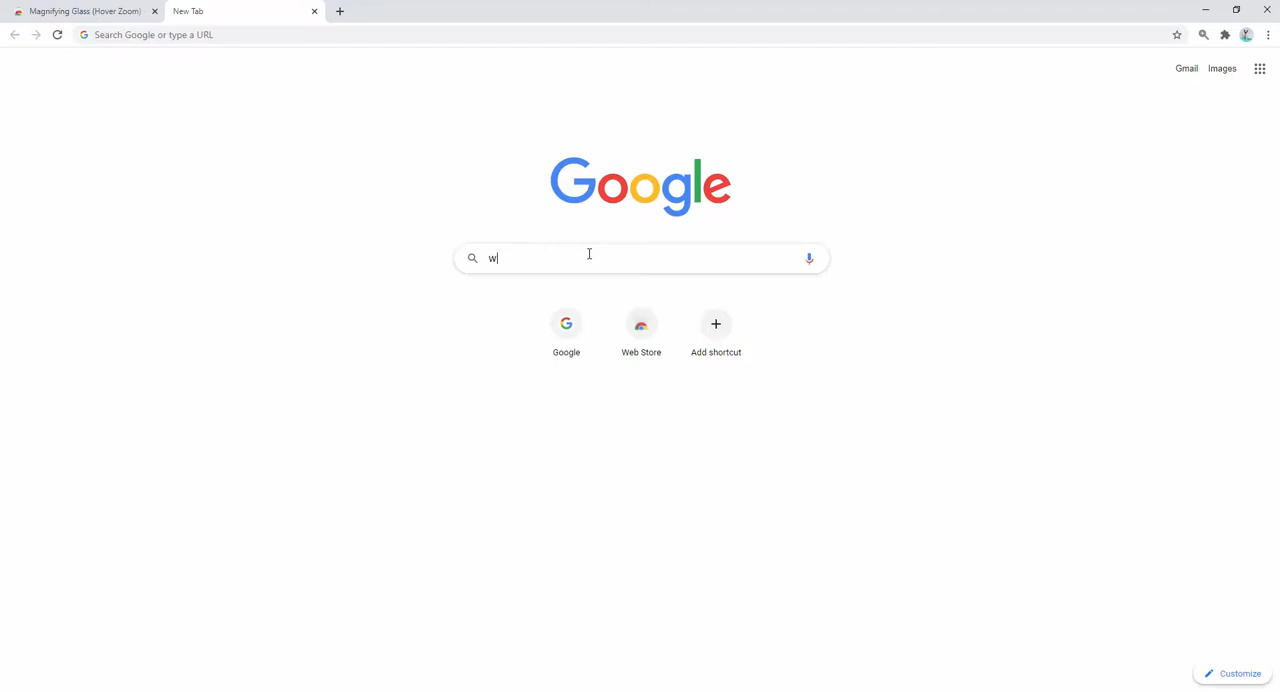 Magnifying Glass (Hover Zoom)
New Tab
Search Google or type a URL
Gmail Images
Google
w
Google Web Store Add shortcut
Customize